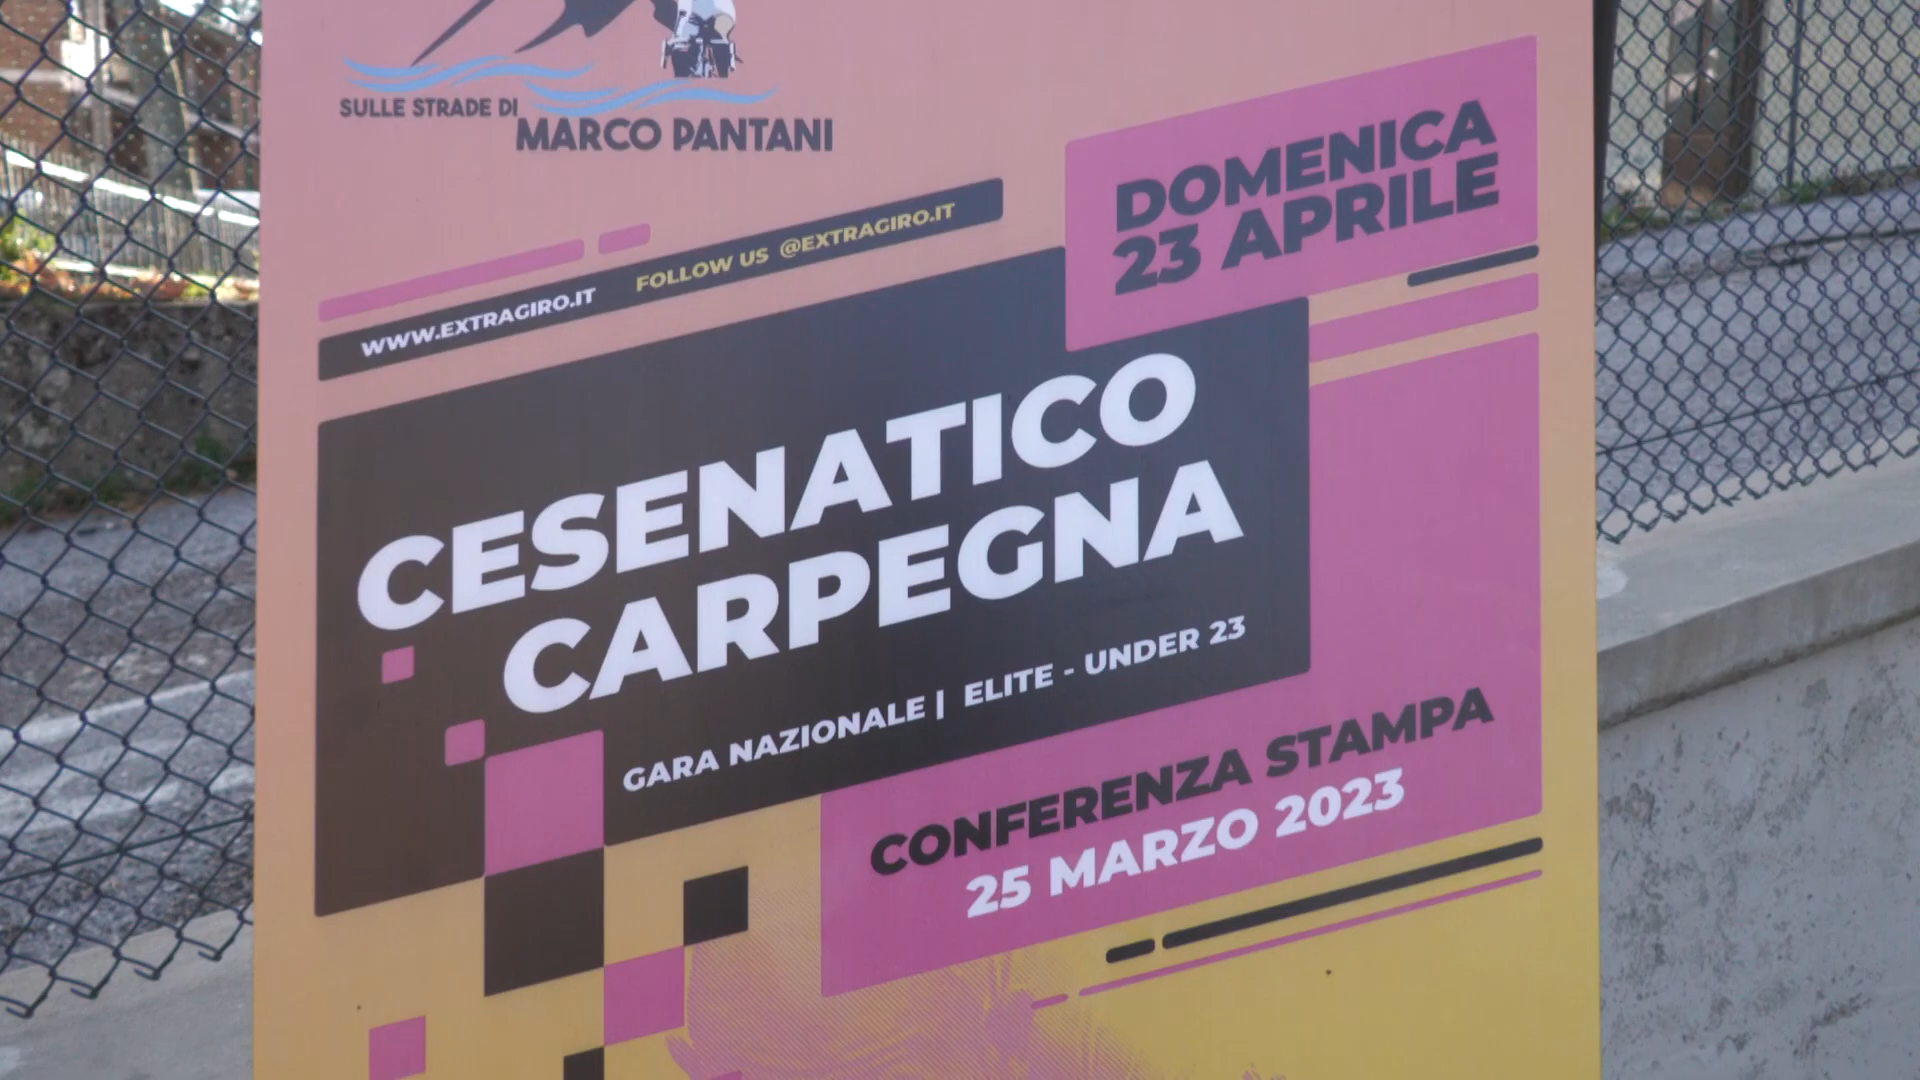 SULLE STRADE DI
MARCO PANTANI
DOMENICA
23 APRILE
WWW.EXTRAGIRO.IT FOLLOW US @EXTRAGIRO.IT
CESENATICO
CARPEGNA
GARA NAZIONALE | ELITE - UNDER 23
CONFERENZA STAMPA
25 MARZO 2023